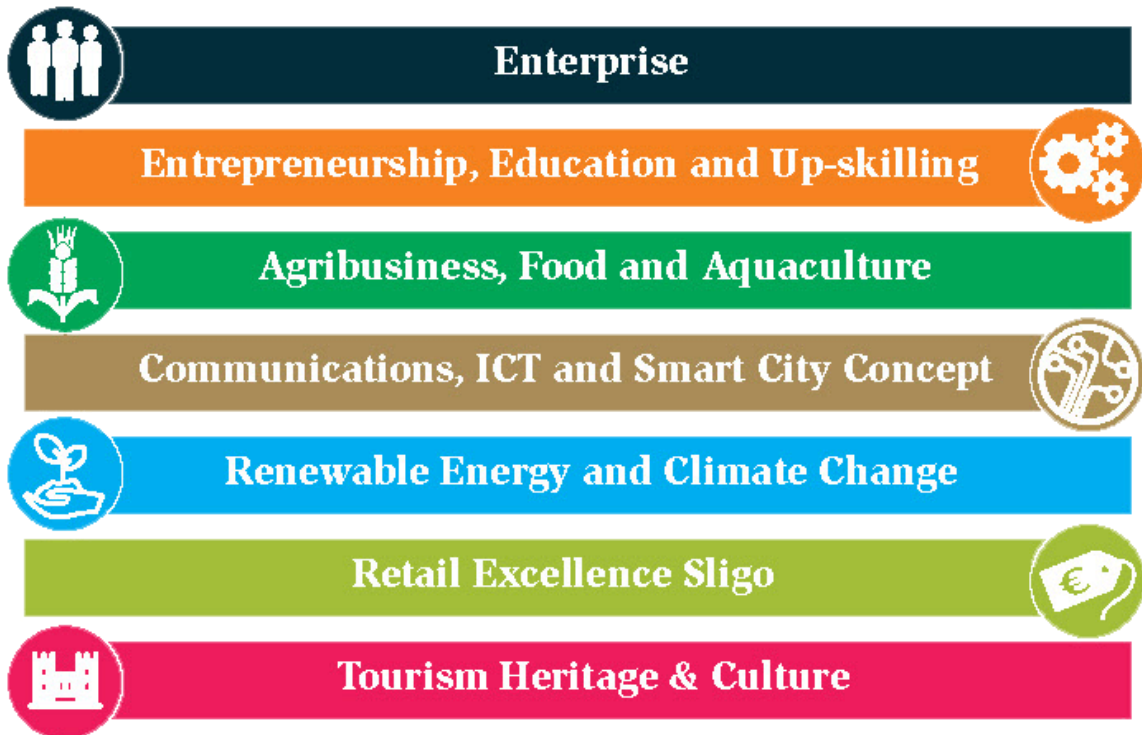 Enterprise
Entrepreneurship, Education and Up-skilling
Agribusiness, Food and Aquaculture
Communications, ICT and Smart City Concept
Renewable Energy and Climate Change
Retail Excellence Sligo
€
Tourism Heritage & Culture